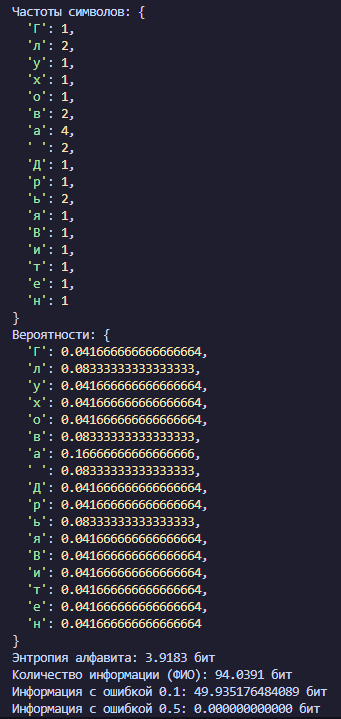 Частоты символов: {
'Г': 1,
'л': 2,
'у': 1,
'х': 1,
'о': 1,
'в': 2,
'а': 4,
' ': 2,
'Д': 1,
'р': 1,
'ь': 2,
'я': 1,
'В': 1,
'и': 1,
'т': 1,
'е': 1,
'н': 1
}
Вероятности: {
'Г': 0.041666666666666664,
'л': 0.08333333333333333,
'у': 0.041666666666666664,
'х': 0.041666666666666664,
'о': 0.041666666666666664,
'в': 0.08333333333333333,
'а': 0.16666666666666666,
' ': 0.08333333333333333,
'Д': 0.041666666666666664,
'р': 0.041666666666666664,
'ь': 0.08333333333333333,
'я': 0.041666666666666664,
'В': 0.041666666666666664,
'и': 0.041666666666666664,
'т': 0.041666666666666664,
'е': 0.041666666666666664,
'н': 0.041666666666666664
}
Энтропия алфавита: 3.9183 бит
Количество информации (ФИО): 94.0391 бит
Информация с ошибкой 0.1: 49.935176484089 бит
Информация с ошибкой 0.5: 0.000000000000 бит